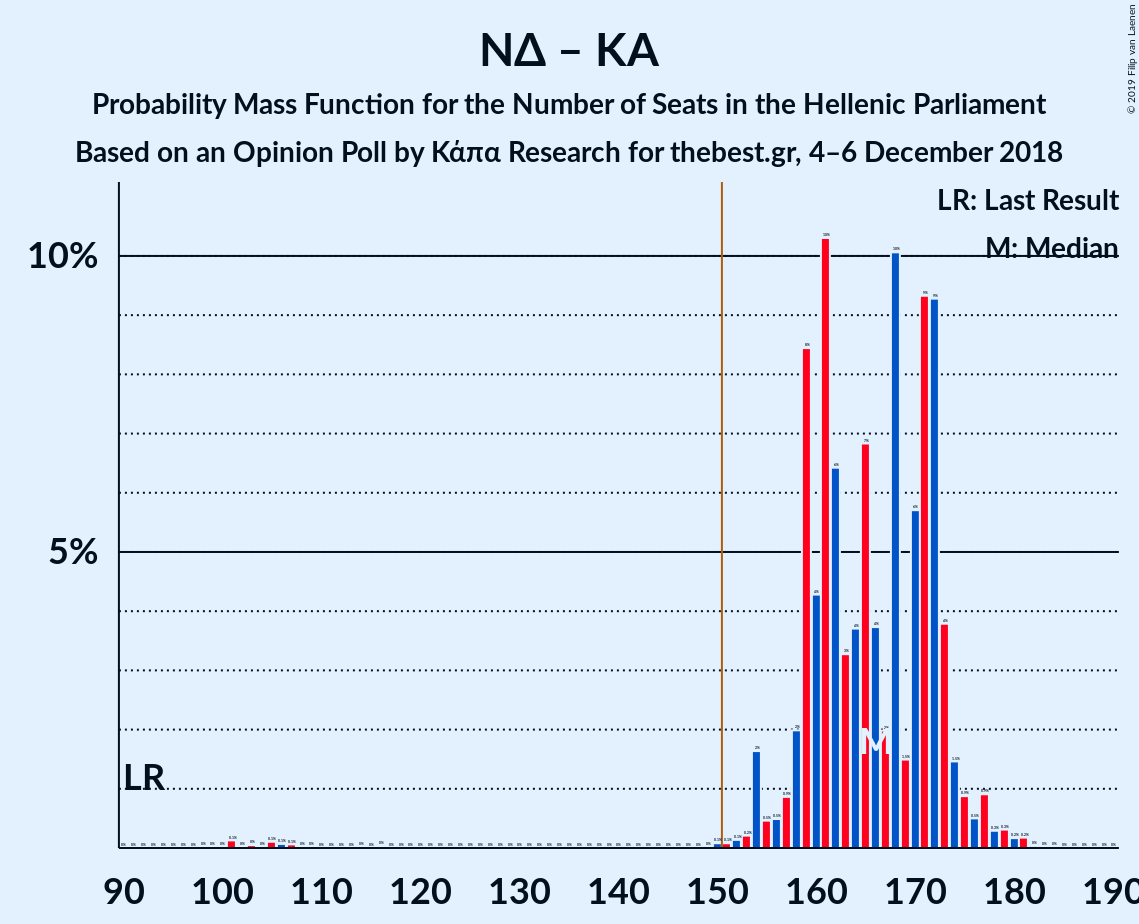 ΝΔ – ΚΑ
Probability Mass Function for the Number of Seats in the Hellenic Parliament
Based on an Opinion Poll by Κάπα Research for thebest.gr, 4–6 December 2018
© 2019 Filip van Laenen
LR: Last Result
M: Median
10%
5%
LR
M
90 100 110 120 130 140 150 160 170 180 190